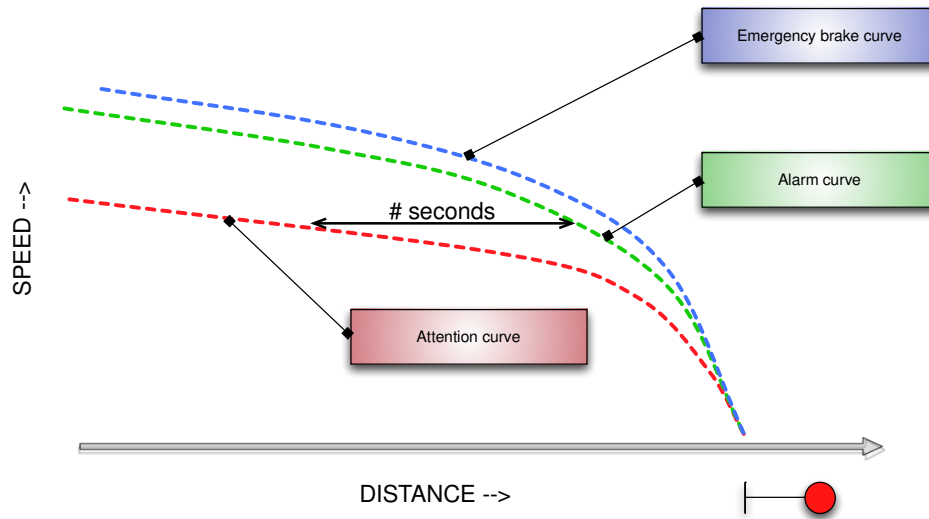 Emergency brake curve
Alarm curve
# seconds
SPEED -->
Attention curve
DISTANCE -->